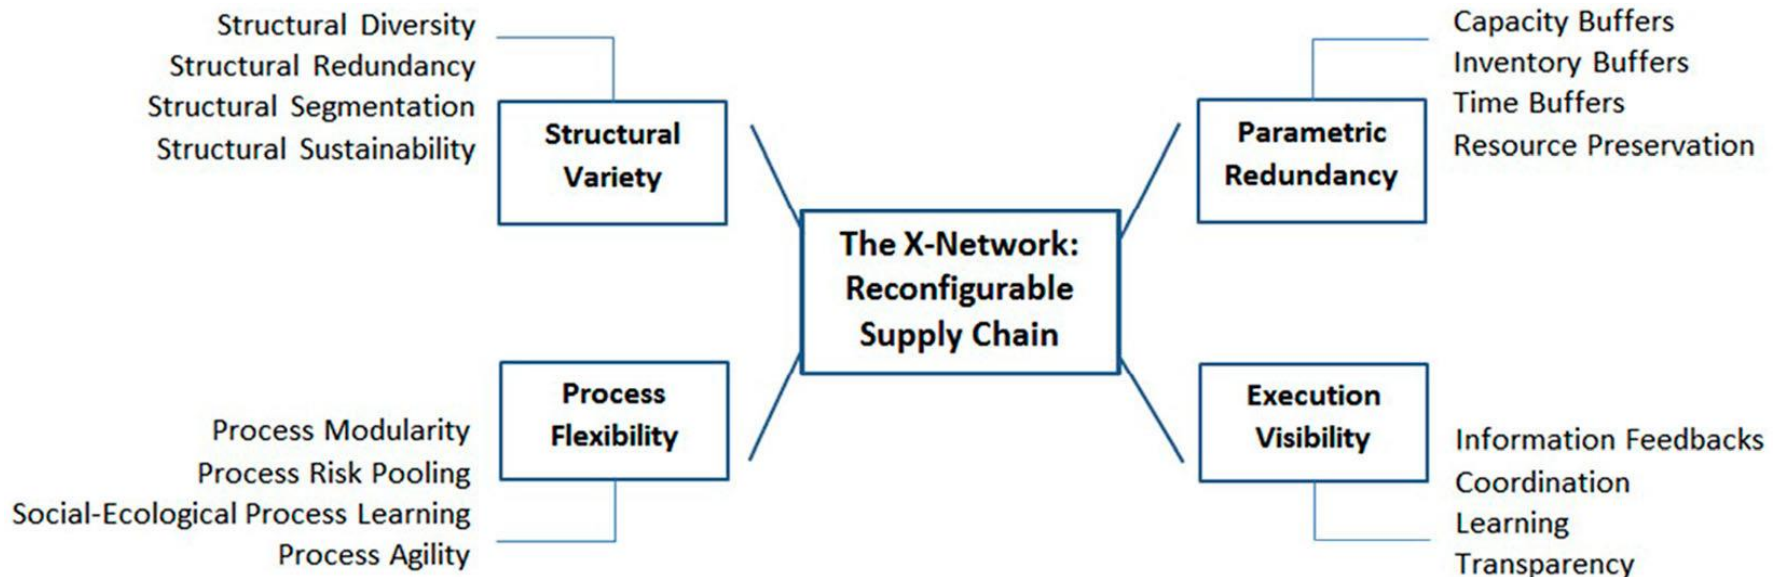 Structural Diversity
Structural Redundancy
Structural Segmentation
Structural Sustainability
Structural
Variety
Capacity Buffers
Inventory Buffers
Time Buffers
Resource Preservation
Parametric
Redundancy
The X-Network:
Reconfigurable
Supply Chain
Process
Flexibility
Process Modularity
Process Risk Pooling
Social-Ecological Process Learning
Process Agility
Execution
Visibility
Information Feedbacks
Coordination
Learning
Transparency